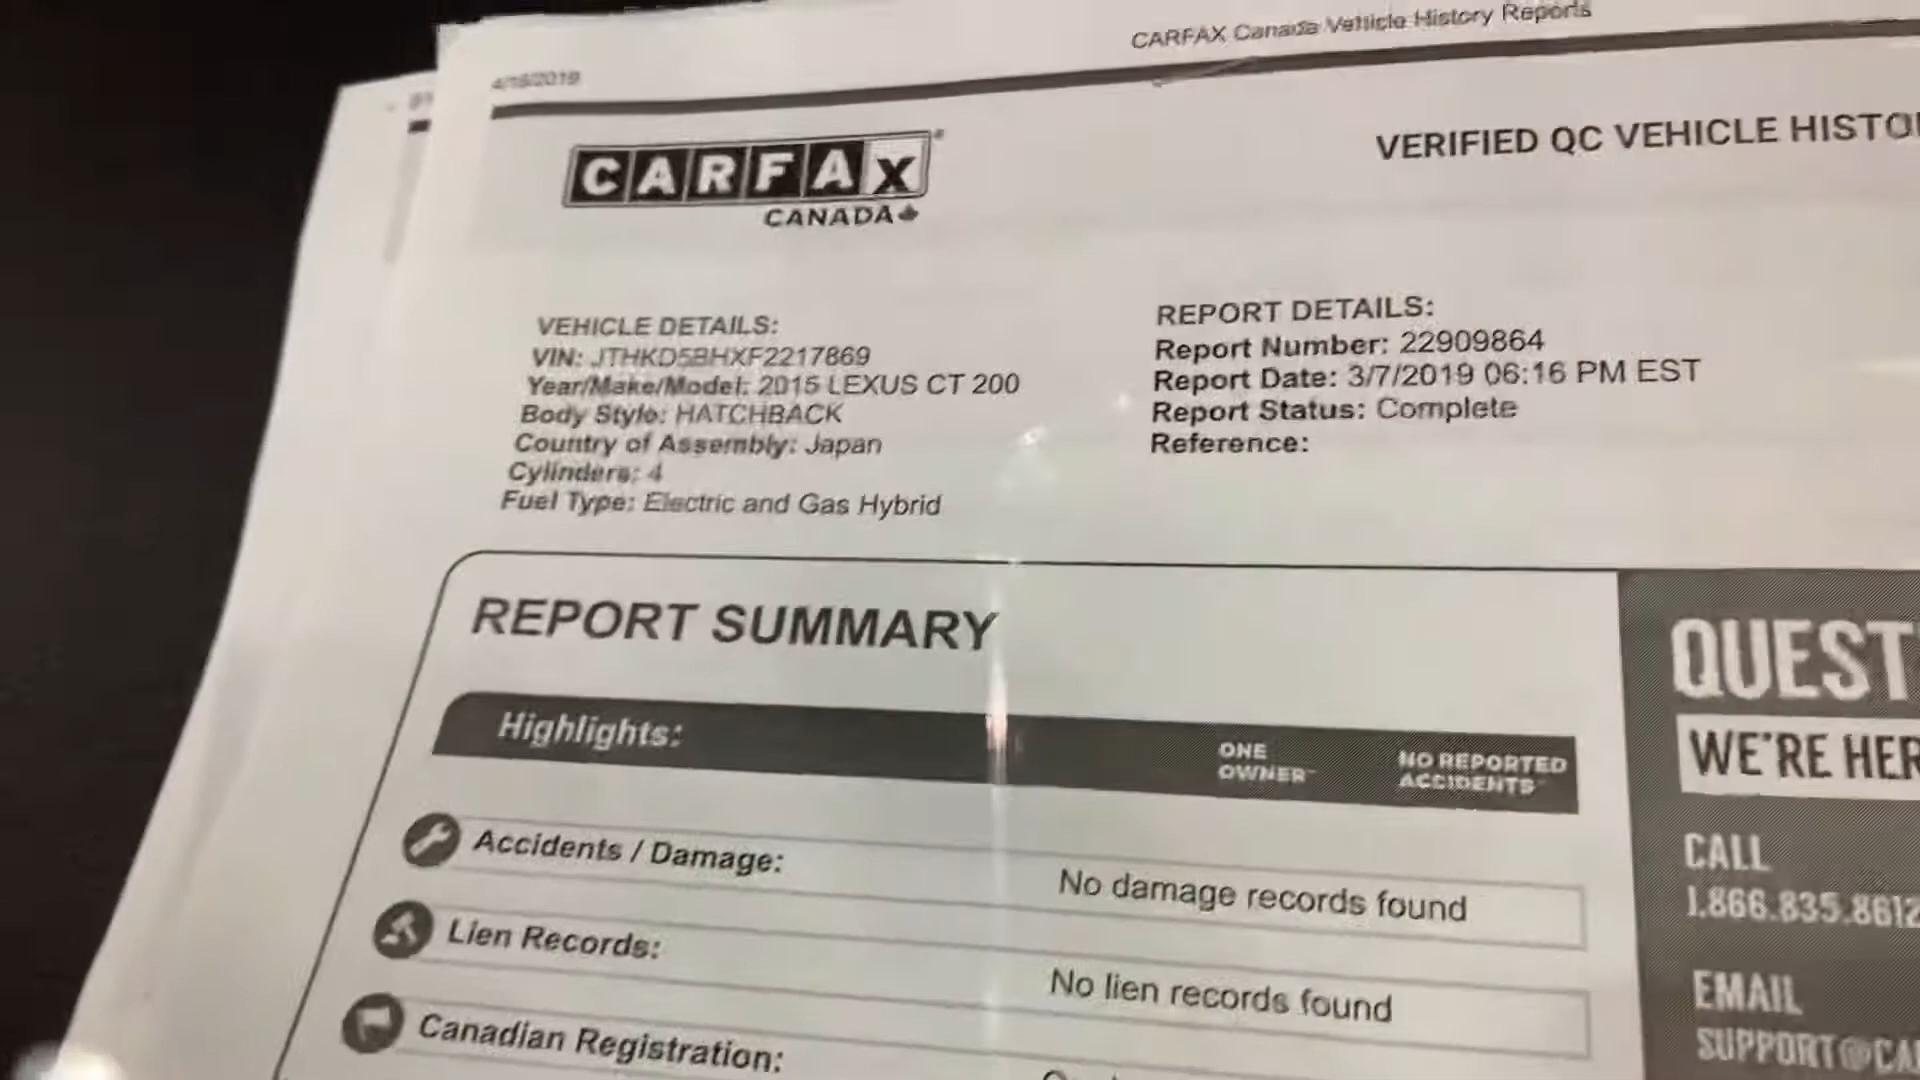 CARFAX Canada Vehicle History Reports
4/16/2019
CARFAX
CANADA
VERIFIED QC VEHICLE HISTO
VEHICLE DETAILS:
VIN: JTHKD5BHXF2217869
Year/Make/Model: 2015 LEXUS CT 200
Body Style: HATCHBACK
Country of Assembly: Japan
Cylinders: 4
Fuel Type: Electric and Gas Hybrid
REPORT DETAILS:
Report Number: 22909864
Report Date: 3/7/2019 06:16 PM EST
Report Status: Complete
Reference:
REPORT SUMMARY
Highlights:
ONE
OWNER™
NO REPORTED
ACCIDENTS™
Accidents / Damage:
No damage records found
Lien Records:
No lien records found
Canadian Registration:
QUEST
WE'RE HER
CALL
1.866.835.8612
EMAIL
SUPPORT@CA